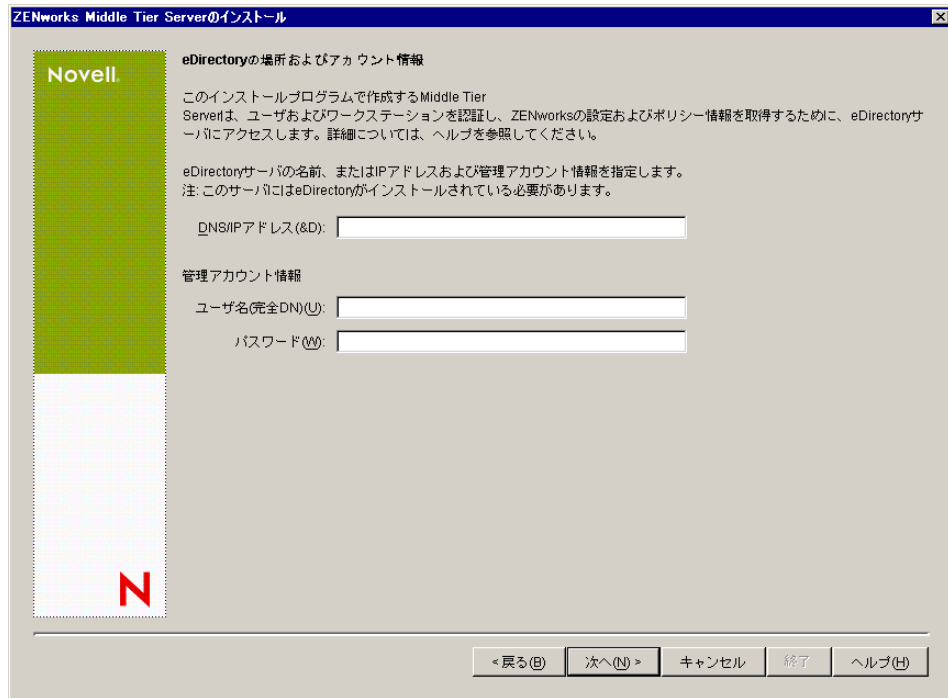 ZENworks Middle Tier Serverのインストール
Novell.
eDirectoryの場所およびアカウント情報
このインストールプログラムで作成するMiddle Tier
Serverは、ユーザおよびワークステーションを認証し、ZENworksの設定およびポリシー情報を取得するために、eDirectoryサ
ーバにアクセスします。詳細については、ヘルプを参照してください。
eDirectoryサーバの名前、またはIPアドレスおよび管理アカウント情報を指定します。
注: このサーバにはeDirectoryがインストールされている必要があります。
DNS/IPアドレス(&D):
管理アカウント情報
ユーザ名(完全DN)(U):
パスワード(W):
N
<戻る(B)
次へ(N)>
キャンセル
終了
ヘルプ(H)